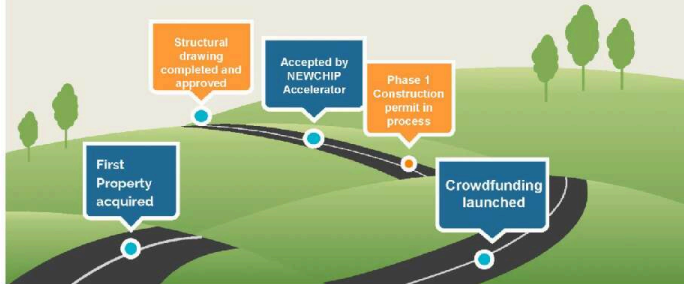 Structural
drawing
completed and
approved
Accepted by
NEWCHIP
Accelerator
Phase 1
Construction
permit in
process
First
Property
acquired
Crowdfunding
launched